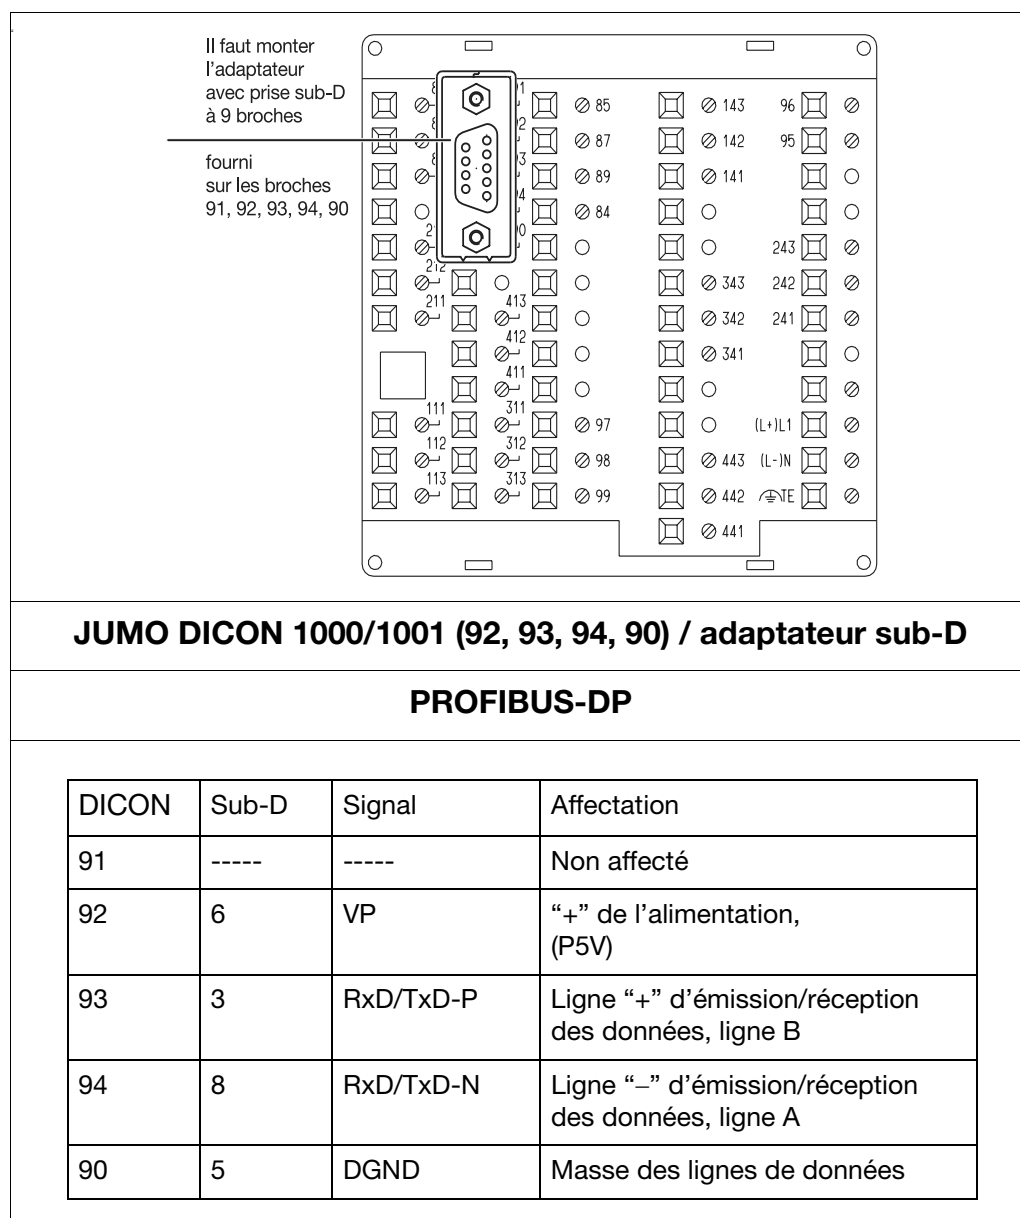 Il faut monter
l'adaptateur
avec prise sub-D
à 9 broches
fourni
sur les broches
91, 92, 93, 94, 90
85 143 96
87 142 95
89 141
84
243
212 343 242
211 413 342 241
412 341
411
111 311 97 (L+)L1
112 312 98 443 (L-)N
113 313 99 442 TE
441
JUMO DICON 1000/1001 (92, 93, 94, 90) / adaptateur sub-D
PROFIBUS-DP
DICON Sub-D Signal Affectation
91 ----- ----- Non affecté
92 6 VP “+” de l’alimentation,
(P5V)
93 3 RxD/TxD-P Ligne “+” d’émission/réception
des données, ligne B
94 8 RxD/TxD-N Ligne “–” d’émission/réception
des données, ligne A
90 5 DGND Masse des lignes de données